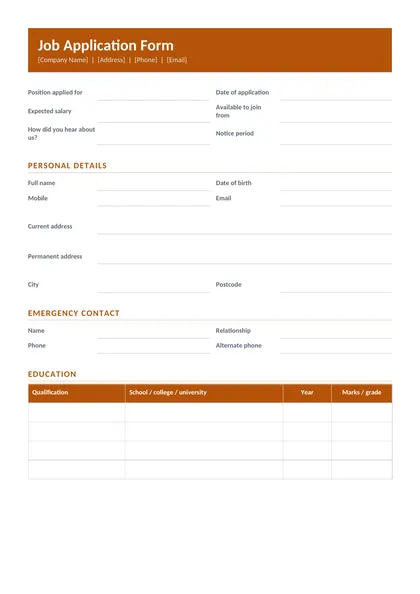 Job Application Form
[Company Name] | [Address] | [Phone] | [Email]
Position applied for
Date of application
Expected salary
Available to join
from
How did you hear about
us?
Notice period
PERSONAL DETAILS
Full name
Date of birth
Mobile
Email
Current address
Permanent address
City
Postcode
EMERGENCY CONTACT
Name
Relationship
Phone
Alternate phone
EDUCATION
Qualification School / college / university Year Marks / grade